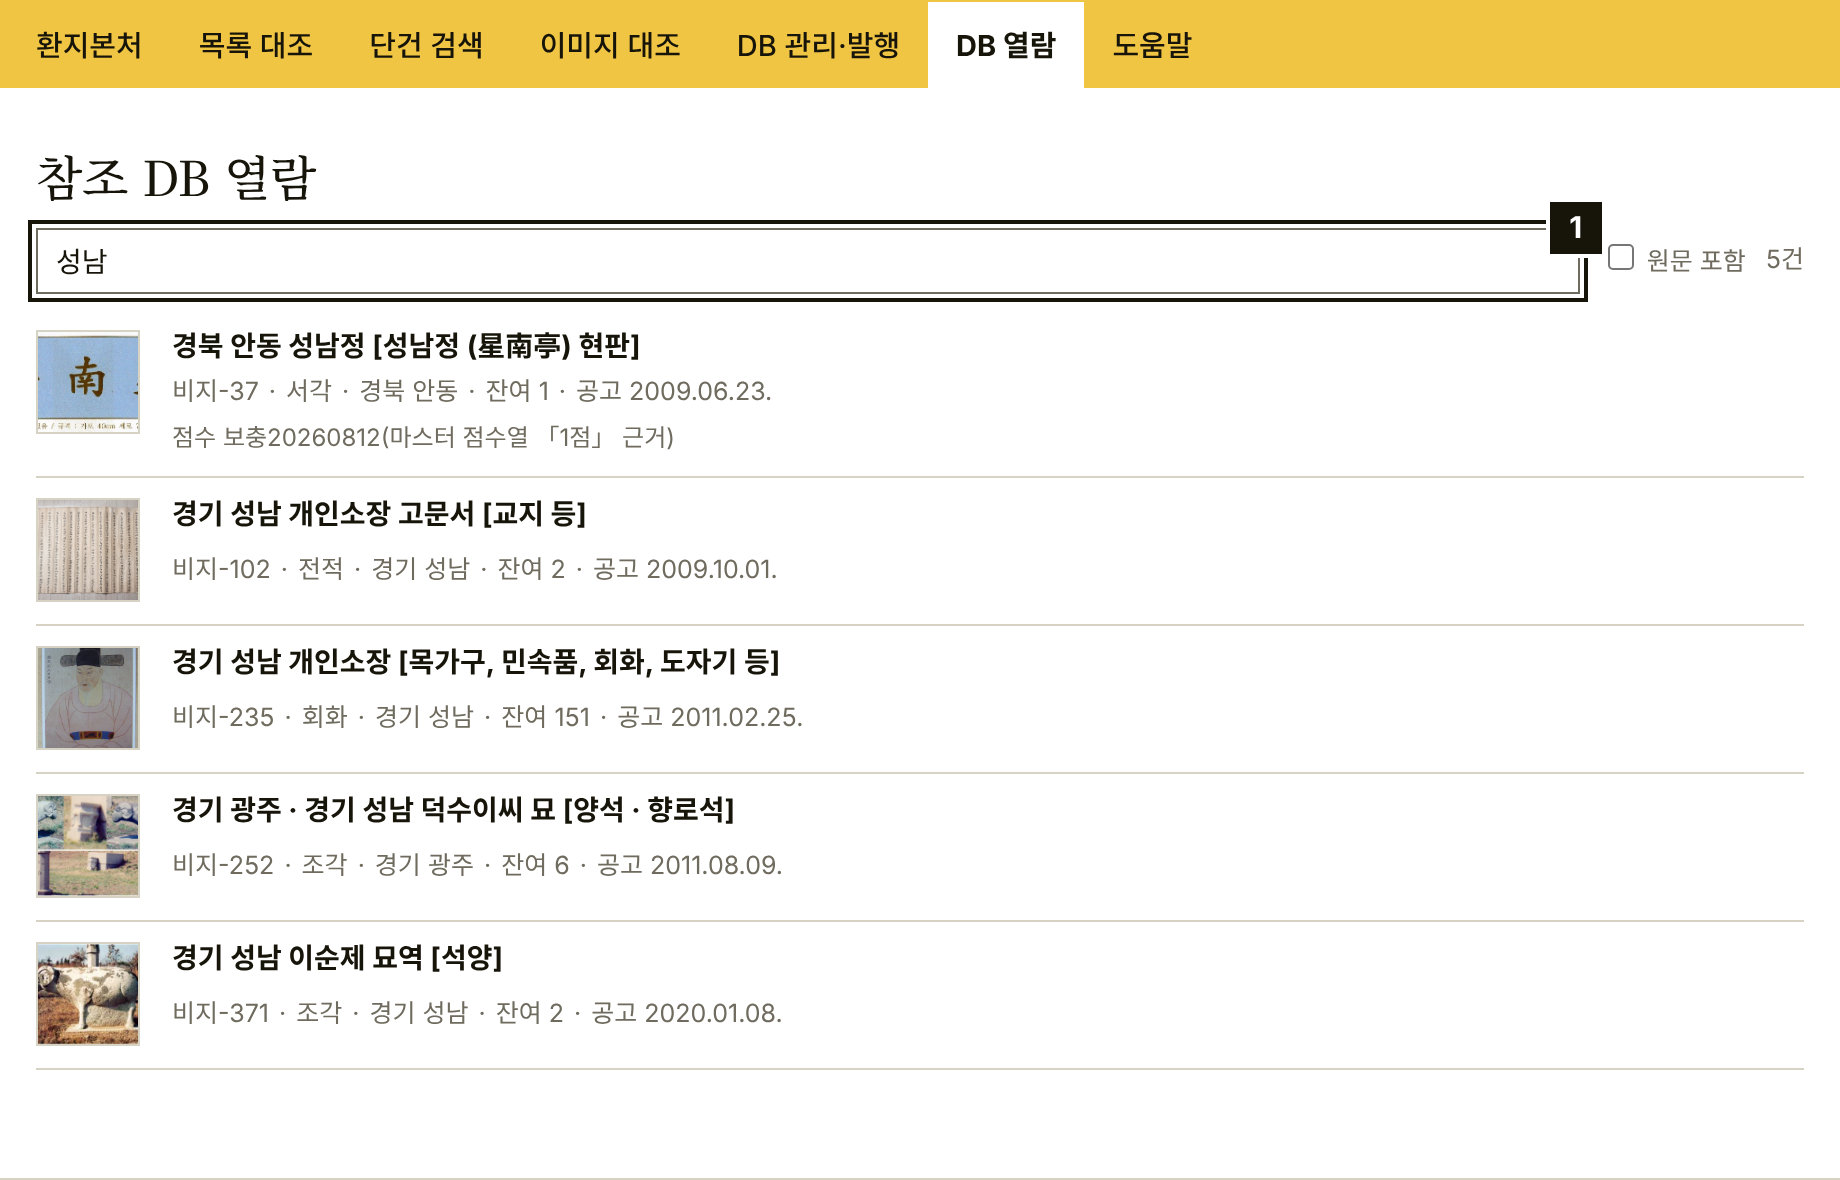 환지본처 목록 대조 단건 검색 이미지 대조 DB 관리·발행 DB 열람 도움말
참조 DB 열람
1
성남
원문 포함 5건
南
경북 안동 성남정 [성남정 (星南亭) 현판]
비지-37 · 서각 · 경북 안동 · 잔여 1 · 공고 2009.06.23.
점수 보충20260812(마스터 점수열 「1점」 근거)
경기 성남 개인소장 고문서 [교지 등]
비지-102 · 전적 · 경기 성남 · 잔여 2 · 공고 2009.10.01.
경기 성남 개인소장 [목가구, 민속품, 회화, 도자기 등]
비지-235 · 회화 · 경기 성남 · 잔여 151 · 공고 2011.02.25.
경기 광주 · 경기 성남 덕수이씨 묘 [양석 · 향로석]
비지-252 · 조각 · 경기 광주 · 잔여 6 · 공고 2011.08.09.
경기 성남 이순제 묘역 [석양]
비지-371 · 조각 · 경기 성남 · 잔여 2 · 공고 2020.01.08.